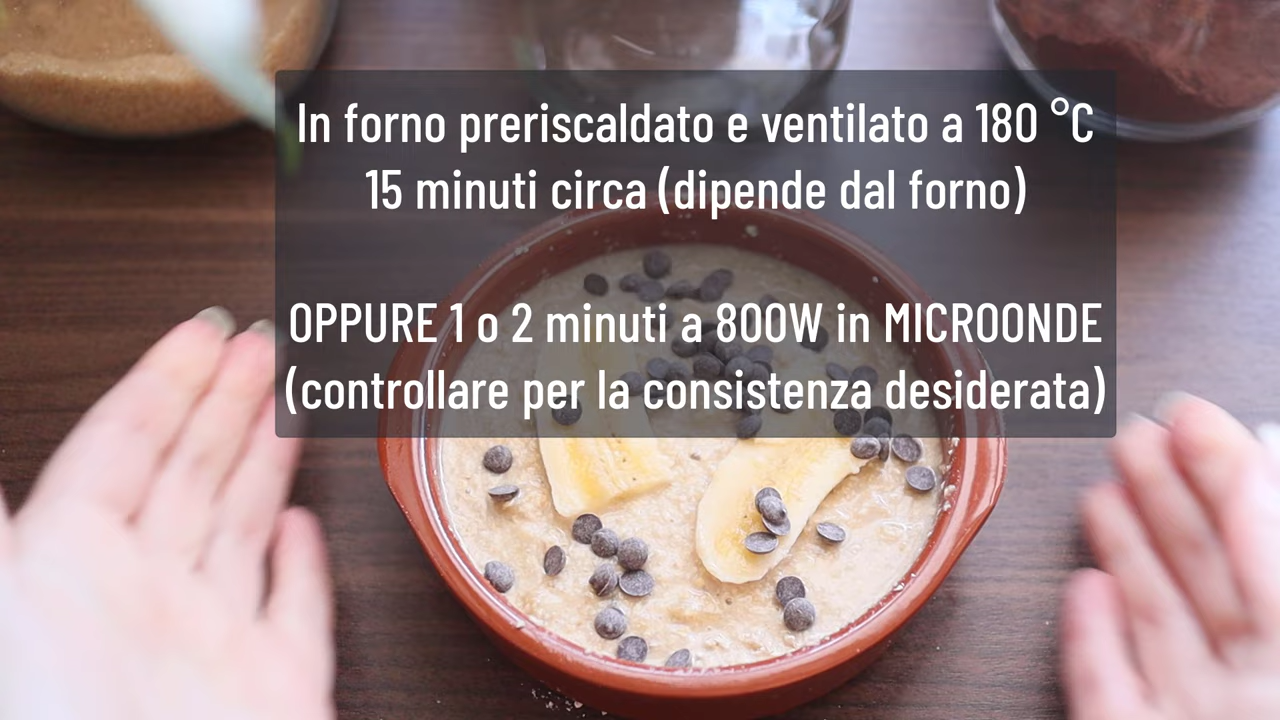 In forno preriscaldato e ventilato a 180 °C
15 minuti circa (dipende dal forno)
OPPURE 1 o 2 minuti a 800W in MICROONDE
(controllare per la consistenza desiderata)